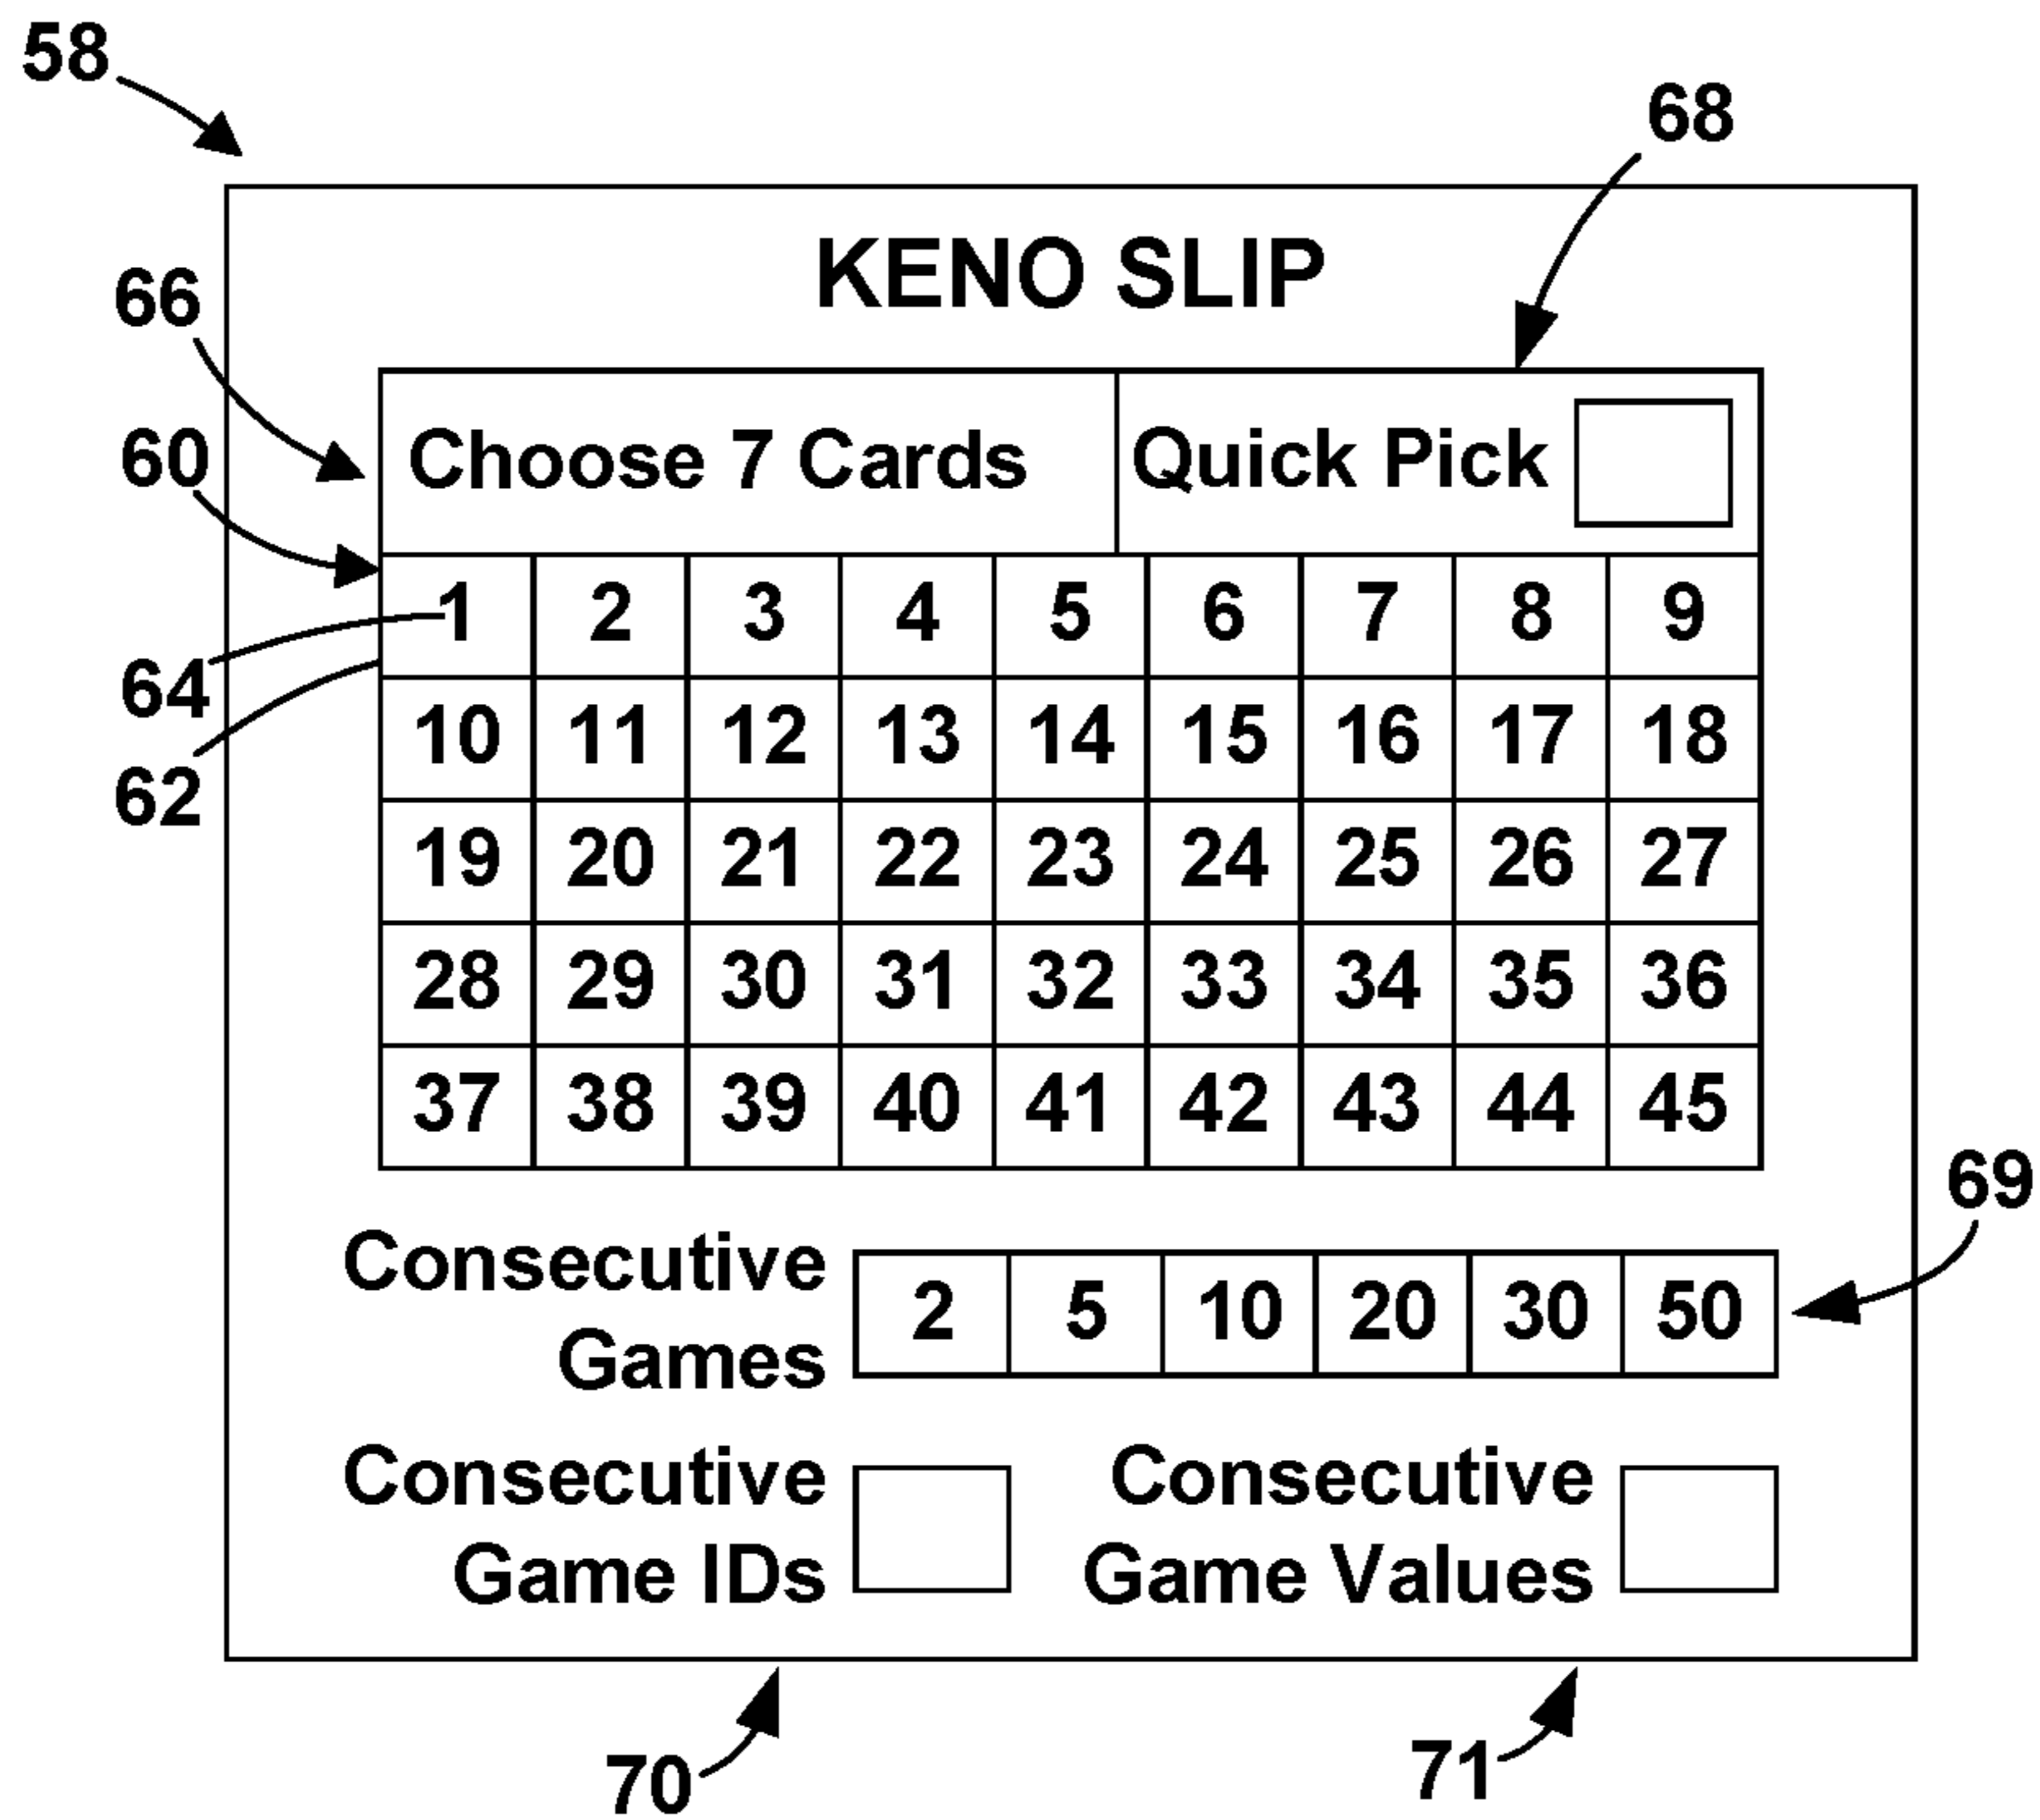 58
68
KENO SLIP
66
60
Choose 7 Cards Quick Pick
1 2 3 4 5 6 7 8 9
64
10 11 12 13 14 15 16 17 18
62
19 20 21 22 23 24 25 26 27
28 29 30 31 32 33 34 35 36
37 38 39 40 41 42 43 44 45
69
Consecutive
Games
2 5 10 20 30 50
Consecutive
Game IDs
Consecutive
Game Values
70
71